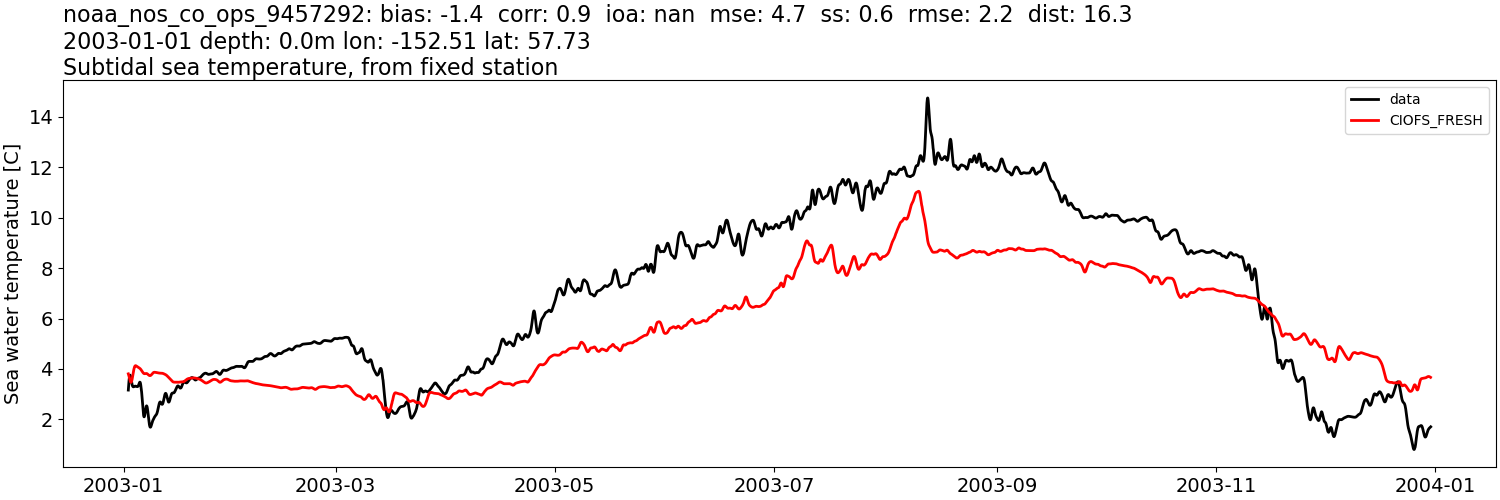 noaa_nos_co_ops_9457292: bias: -1.4  corr: 0.9  ioa: nan  mse: 4.7  ss: 0.6  rmse: 2.2  dist: 16.3
2003-01-01 depth: 0.0m lon: -152.51 lat: 57.73
Subtidal sea temperature, from fixed station
data
CIOFS_FRESH
Sea water temperature [C]
14
12
10
8
6
4
2
2003-01
2003-03
2003-05
2003-07
2003-09
2003-11
2004-01